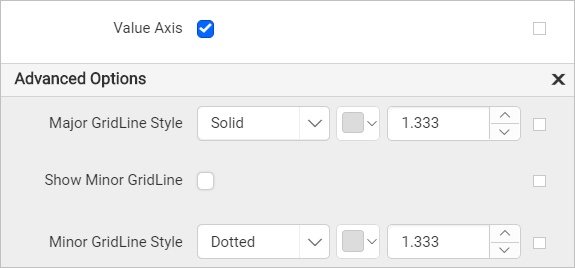 Value Axis
Advanced Options
Major GridLine Style Solid 1.333
Show Minor GridLine
Minor GridLine Style Dotted 1.333